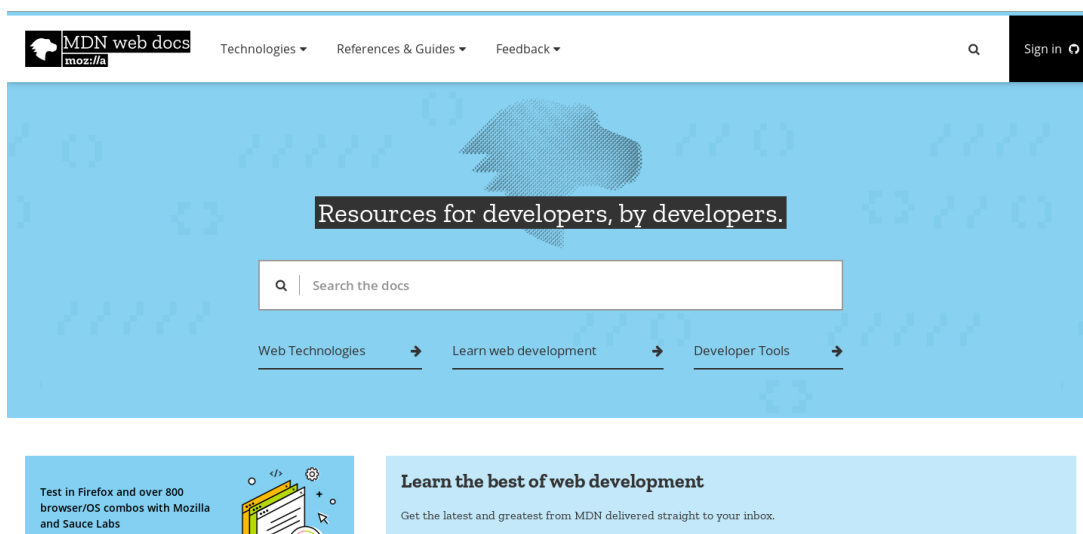 MDN web docs
moz://a
Technologies
References & Guides
Feedback
Sign in
Resources for developers, by developers.
Search the docs
Web Technologies
Learn web development
Developer Tools
Test in Firefox and over 800
browser/OS combos with Mozilla
and Sauce Labs
</>
Learn the best of web development
Get the latest and greatest from MDN delivered straight to your inbox.